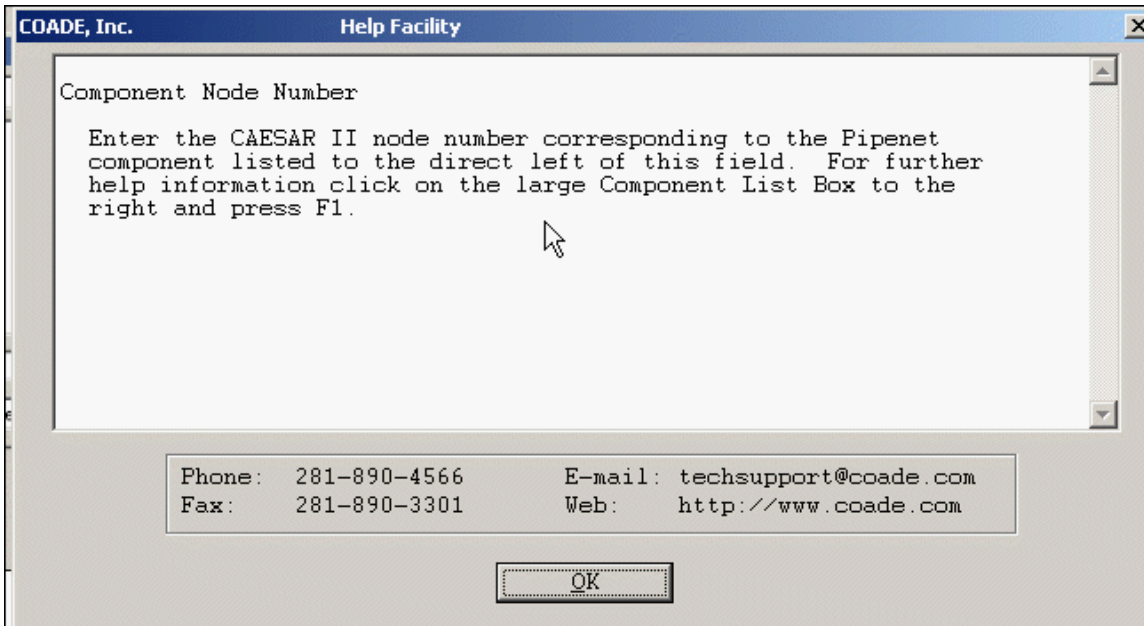 COADE, Inc. Help Facility
Component Node Number
Enter the CAESAR II node number corresponding to the Pipenet
component listed to the direct left of this field.  For further
help information click on the large Component List Box to the
right and press F1.
Phone: 281-890-4566 E-mail: techsupport@coade.com
Fax: 281-890-3301 Web: http://www.coade.com
OK